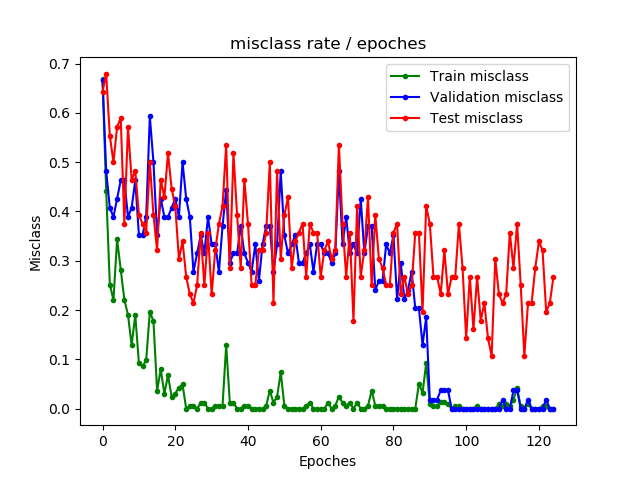 misclass rate / epoches
0.7
0.6
0.5
0.4
0.3
0.2
0.1
0.0
Misclass
Train misclass
Validation misclass
Test misclass
0 20 40 60 80 100 120
Epoches